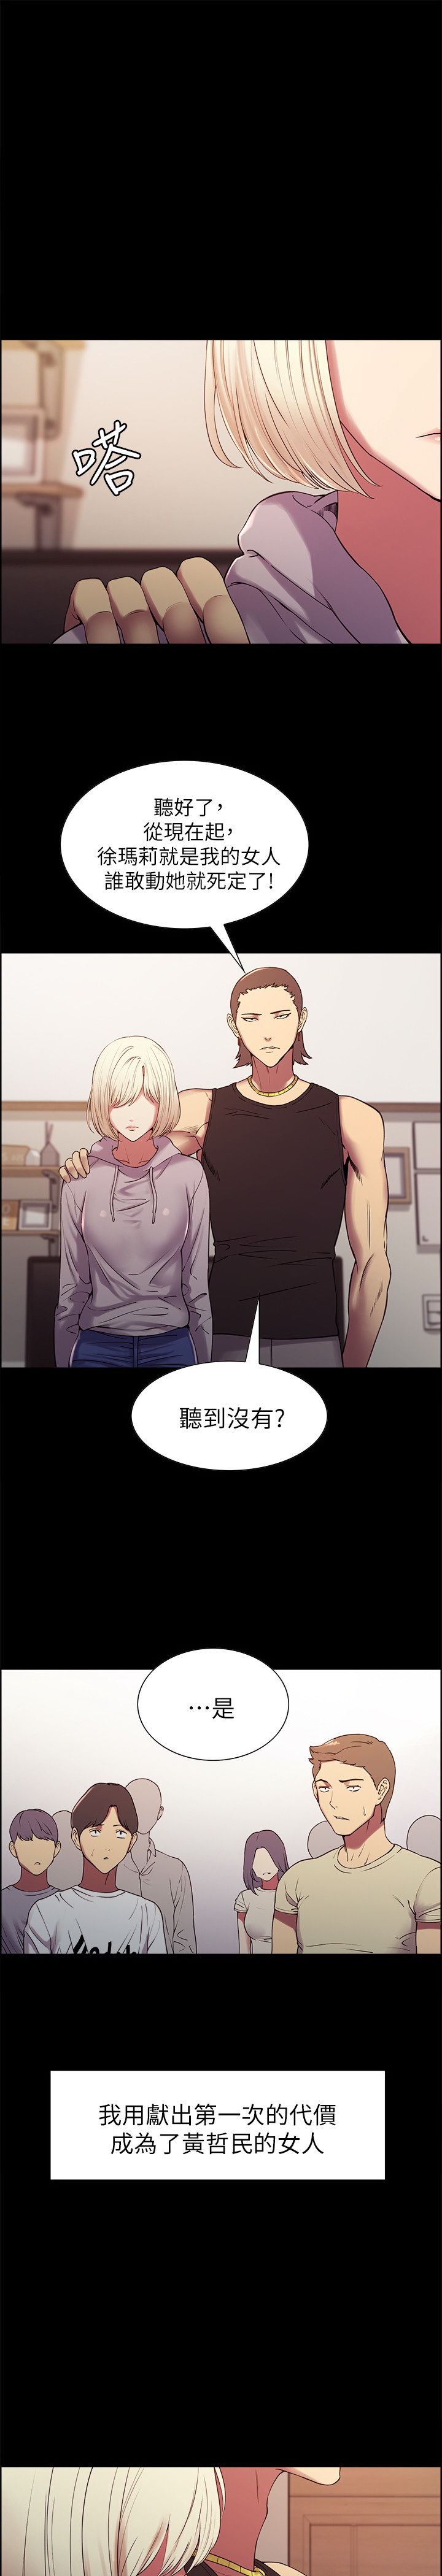 嗒
聽好了，
從現在起，
徐瑪莉就是我的女人
誰敢動她就死定了！
聽到沒有？
…是
我用獻出第一次的代價
成為了黃哲民的女人